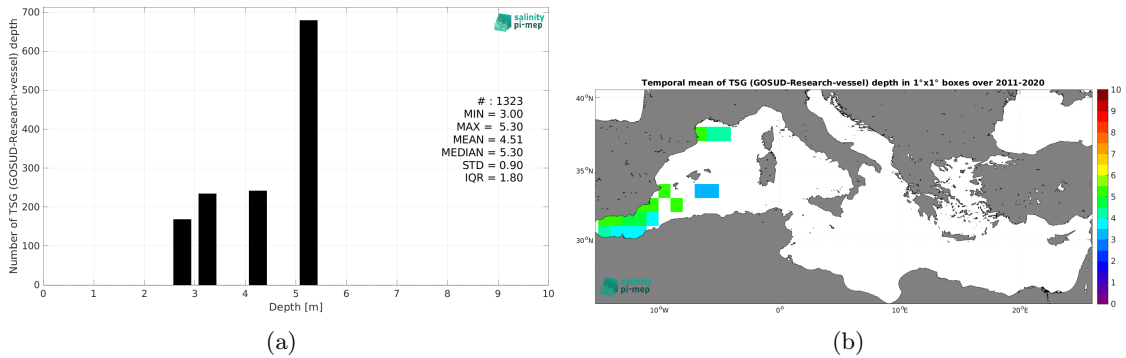 700
600
500
400
300
200
100
0
Number of TSG (GOSUD-Research-vessel) depth
salinity
pi-mep
# : 1323
MIN = 3.00
MAX = 5.30
MEAN = 4.51
MEDIAN = 5.30
STD = 0.90
IQR = 1.80
0 1 2 3 4 5 6 7 8 9 10
Depth [m]
(a)
Temporal mean of TSG (GOSUD-Research-vessel) depth in 1°x1° boxes over 2011-2020
40°N
35°N
30°N
salinity
pi-mep
10°W 0° 10°E 20°E
10
9
8
7
6
5
4
3
2
1
0
(b)